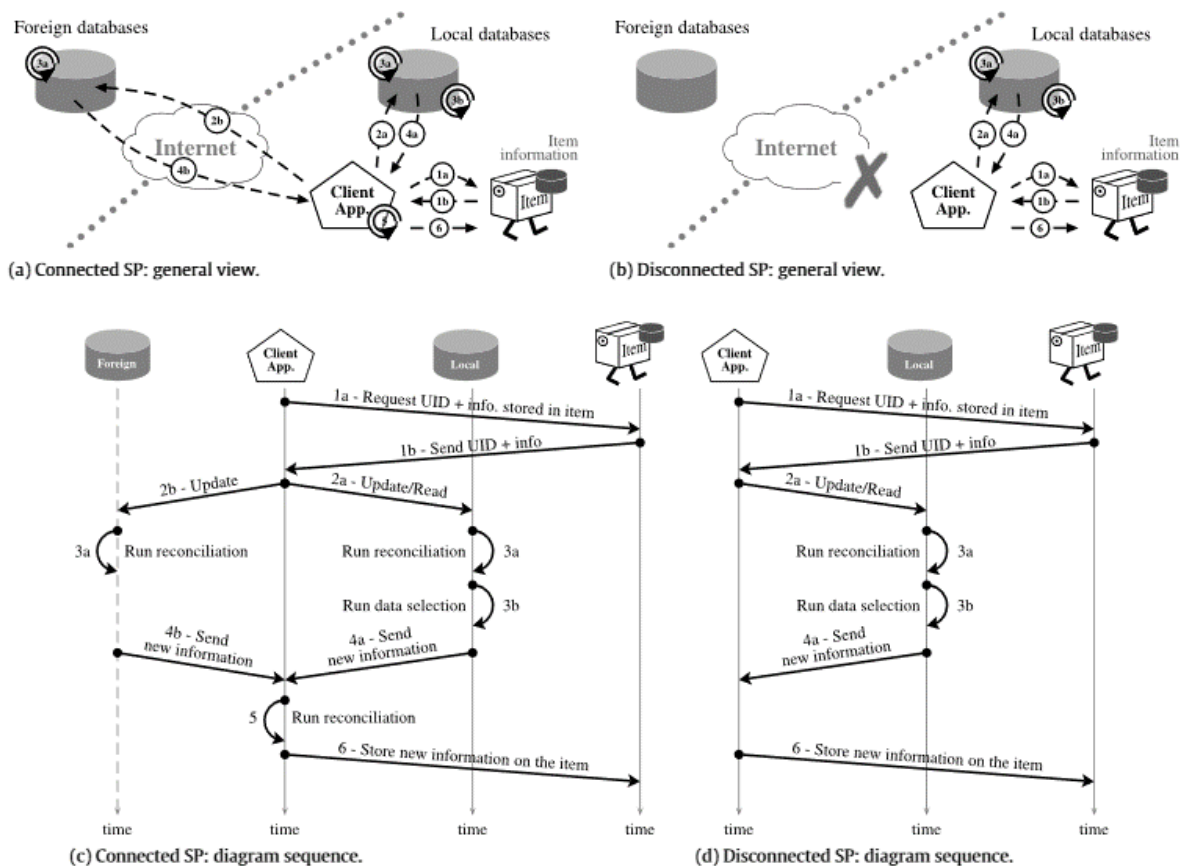 Foreign databases
Local databases
3a
3a
3b
2b
2a
4a
Internet
4b
Item
information
Client
App.
1a
1b
6
Item
(a) Connected SP: general view.
Foreign databases
Local databases
3a
3b
2a
4a
Internet
Item
information
Client
App.
1a
1b
6
Item
(b) Disconnected SP: general view.
Foreign
Client
App.
Local
Item
1a - Request UID + info. stored in item
1b - Send UID + info
2b - Update
2a - Update/Read
3a
Run reconciliation
Run reconciliation
3a
Run data selection
3b
4b - Send
new information
4a - Send
new information
5
Run reconciliation
6 - Store new information on the item
time
time
time
time
(c) Connected SP: diagram sequence.
Client
App.
Local
Item
1a - Request UID + info. stored in item
1b - Send UID + info
2a - Update/Read
Run reconciliation
3a
Run data selection
3b
4a - Send
new information
6 - Store new information on the item
time
time
time
(d) Disconnected SP: diagram sequence.